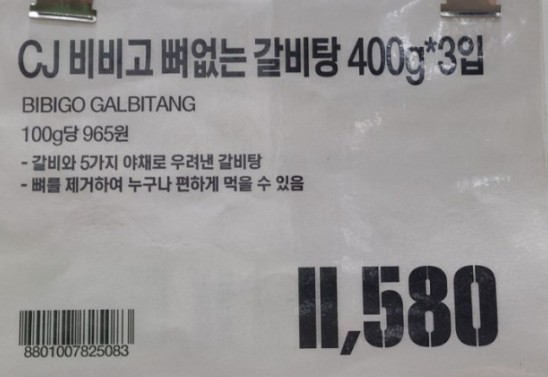 CJ 비비고 뼈없는 갈비탕 400g*3입
BIBIGO GALBITANG
100g당 965원
- 갈비와 5가지 야채로 우려낸 갈비탕
- 뼈를 제거하여 누구나 편하게 먹을 수 있음
11,580
8801007825083